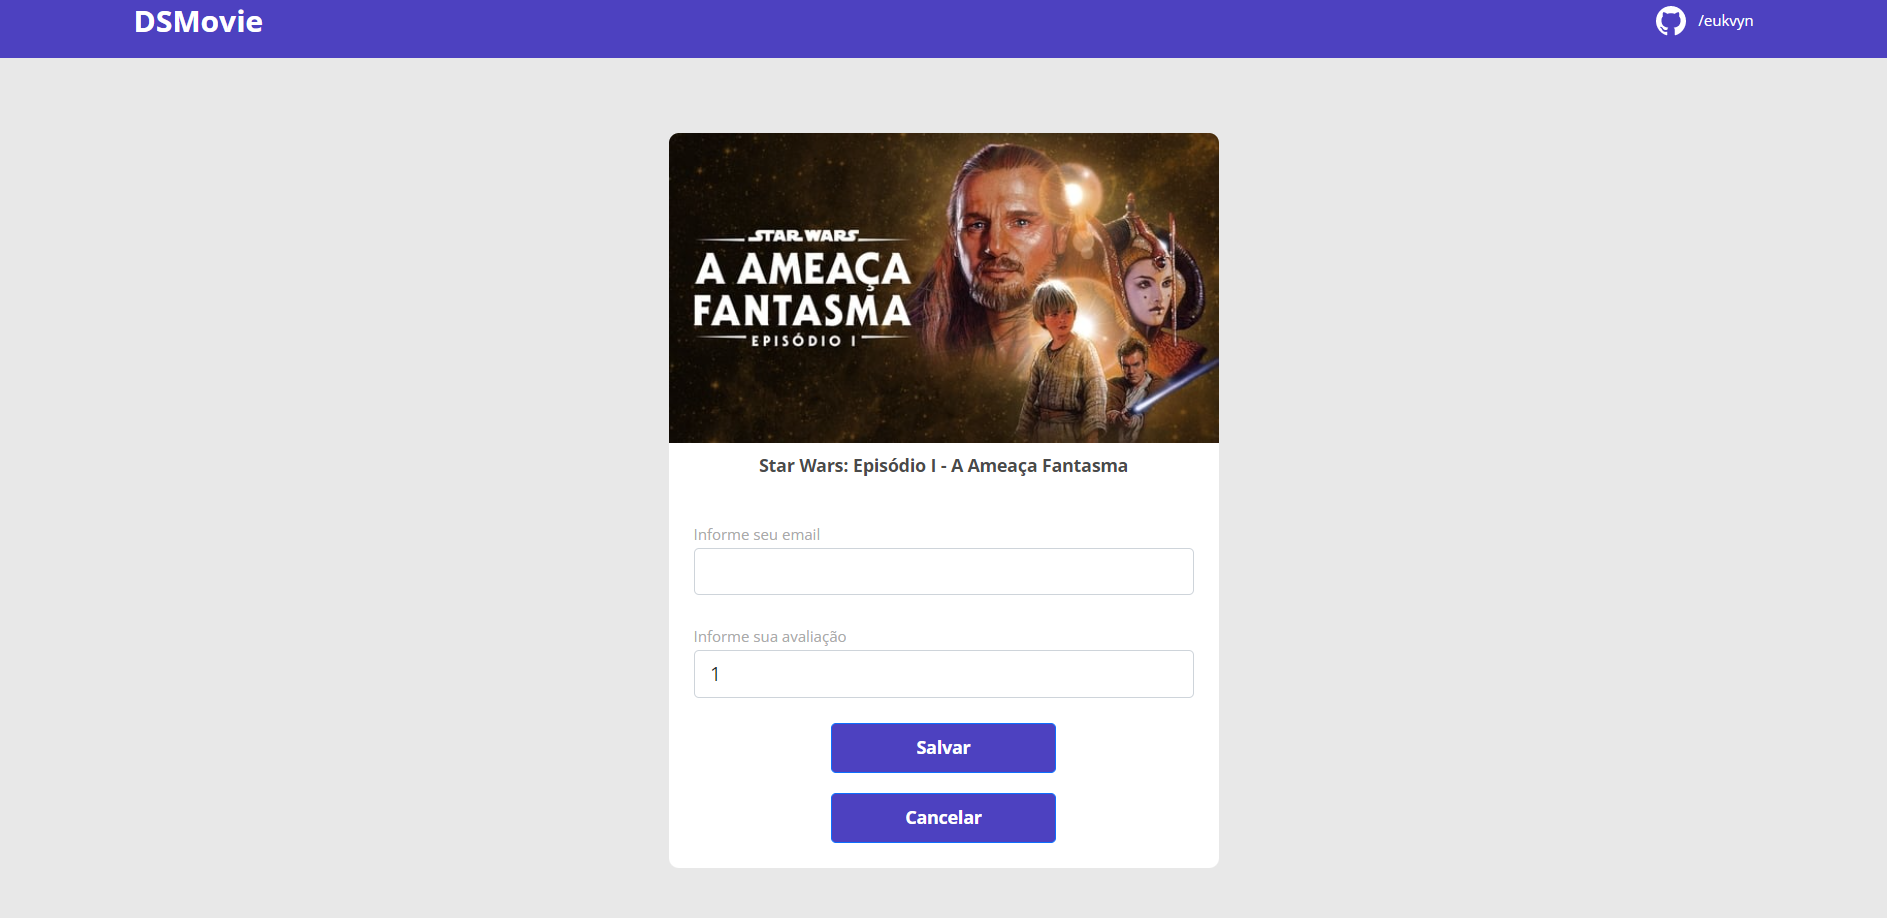 DSMovie
/eukvyn
STAR WARS
A AMEAÇA
FANTASMA
EPISÓDIO I
Star Wars: Episódio I - A Ameaça Fantasma
Informe seu email
Informe sua avaliação
1
Salvar
Cancelar